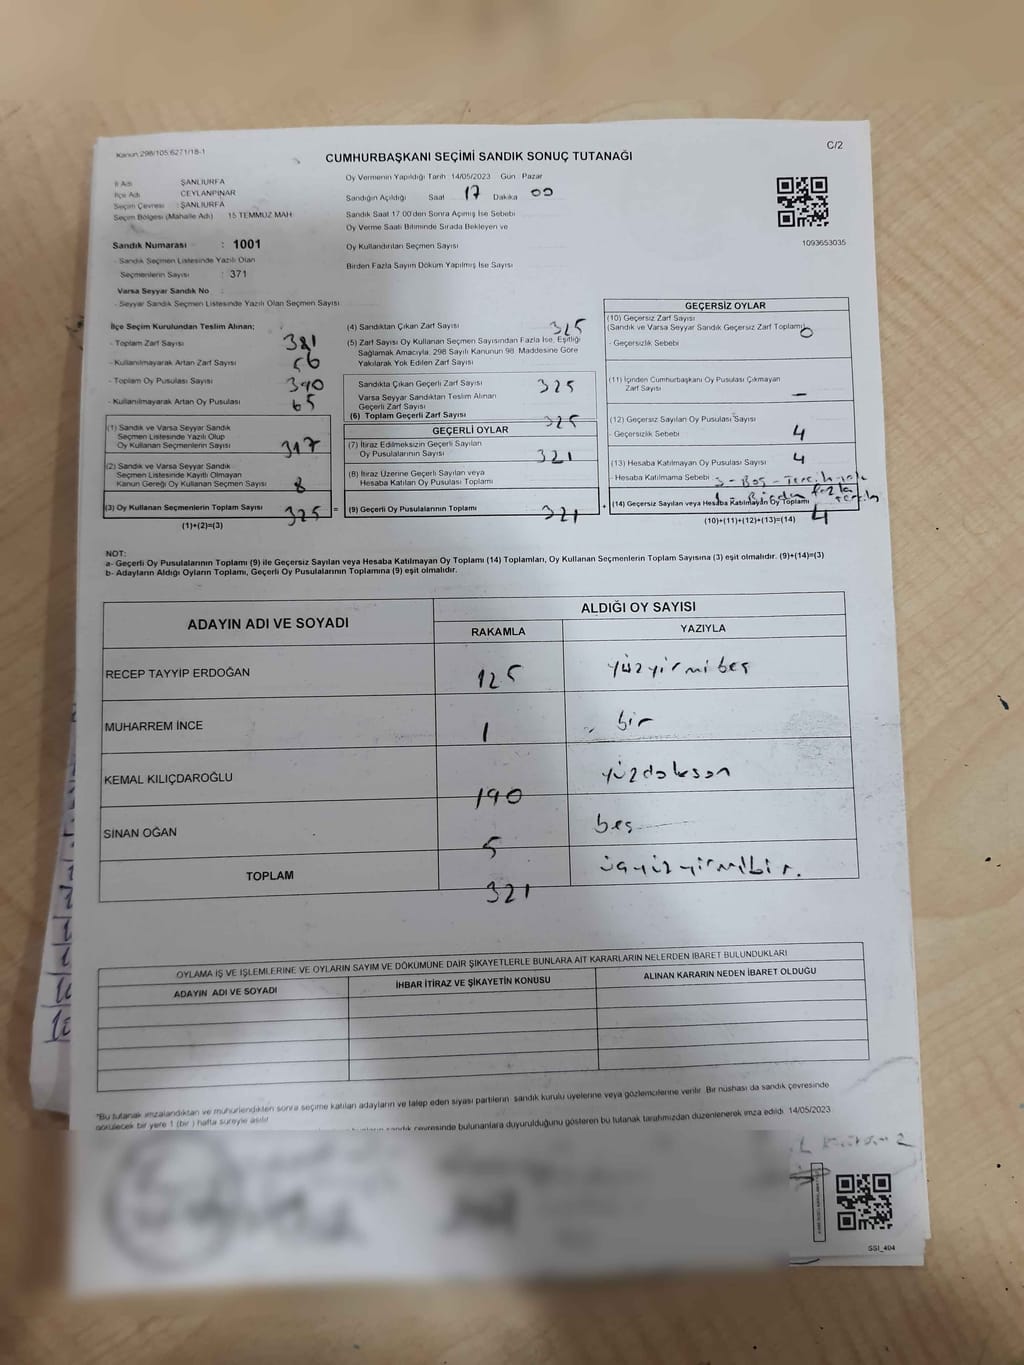 Kanun:298/105;6271/18-1
C/2
CUMHURBAŞKANI SEÇİMİ SANDIK SONUÇ TUTANAĞI
İl Adı : ŞANLIURFA
İlçe Adı : CEYLANPINAR
Seçim Çevresi : ŞANLIURFA
Seçim Bölgesi (Mahalle Adı) 15 TEMMUZ MAH
Sandık Numarası : 1001
- Sandık Seçmen Listesinde Yazılı Olan
Seçmenlerin Sayısı : 371
Varsa Seyyar Sandık No :
- Seyyar Sandık Seçmen Listesinde Yazılı Olan Seçmen Sayısı
Oy Vermenin Yapıldığı Tarih 14/05/2023 Gün Pazar
Sandığın Açıldığı Saat 17 Dakika 00
Sandık Saat 17.00'den Sonra Açılmış İse Sebebi
Oy Verme Saati Bitiminde Sırada Bekleyen ve
Oy Kullandırılan Seçmen Sayısı
Birden Fazla Sayım Döküm Yapılmış İse Sayısı
1093653035
İlçe Seçim Kurulundan Teslim Alınan;
- Toplam Zarf Sayısı 381
- Kullanılmayarak Artan Zarf Sayısı 56
- Toplam Oy Pusulası Sayısı 390
- Kullanılmayarak Artan Oy Pusulası 65
(1) Sandık ve Varsa Seyyar Sandık
Seçmen Listesinde Yazılı Olup
Oy Kullanan Seçmenlerin Sayısı 317
(2) Sandık ve Varsa Seyyar Sandık
Seçmen Listesinde Kayıtlı Olmayan
Kanun Gereği Oy Kullanan Seçmen Sayısı 8
(3) Oy Kullanan Seçmenlerin Toplam Sayısı 325
(1)+(2)=(3)
(4) Sandıktan Çıkan Zarf Sayısı 325
(5) Zarf Sayısı Oy Kullanan Seçmen Sayısından Fazla İse, Eşitliği
Sağlamak Amacıyla, 298 Sayılı Kanunun 98. Maddesine Göre
Yakılarak Yok Edilen Zarf Sayısı
Sandıkta Çıkan Geçerli Zarf Sayısı 325
Varsa Seyyar Sandıktan Teslim Alınan
Geçerli Zarf Sayısı
(6) Toplam Geçerli Zarf Sayısı 325
GEÇERLİ OYLAR
(7) İtiraz Edilmeksizin Geçerli Sayılan
Oy Pusulalarının Sayısı 321
(8) İtiraz Üzerine Geçerli Sayılan veya
Hesaba Katılan Oy Pusulası Toplamı
= (9) Geçerli Oy Pusulalarının Toplamı 321
GEÇERSİZ OYLAR
(10) Geçersiz Zarf Sayısı
(Sandık ve Varsa Seyyar Sandık Geçersiz Zarf Toplamı) 0
- Geçersizlik Sebebi
(11) İçinden Cumhurbaşkanı Oy Pusulası Çıkmayan
Zarf Sayısı –
(12) Geçersiz Sayılan Oy Pusulası Sayısı
- Geçersizlik Sebebi 4
(13) Hesaba Katılmayan Oy Pusulası Sayısı 4
- Hesaba Katılmama Sebebi 3 - Boş - Tercih
1 - Birden fazla tercih
+ (14) Geçersiz Sayılan veya Hesaba Katılmayan Oy Toplamı 4
(10)+(11)+(12)+(13)=(14)
NOT:
a- Geçerli Oy Pusulalarının Toplamı (9) ile Geçersiz Sayılan veya Hesaba Katılmayan Oy Toplamı (14) Toplamları, Oy Kullanan Seçmenlerin Toplam Sayısına (3) eşit olmalıdır. (9)+(14)=(3)
b- Adayların Aldığı Oyların Toplamı, Geçerli Oy Pusulalarının Toplamına (9) eşit olmalıdır.
ADAYIN ADI VE SOYADI
ALDIĞI OY SAYISI
RAKAMLA YAZIYLA
RECEP TAYYİP ERDOĞAN 125 yüzyirmibeş
MUHARREM İNCE 1 bir
KEMAL KILIÇDAROĞLU 190 yüzdoksan
SİNAN OĞAN 5 beş
TOPLAM 321 üçyüzyirmibir.
OYLAMA İŞ VE İŞLEMLERİNE VE OYLARIN SAYIM VE DÖKÜMÜNE DAİR ŞİKAYETLERLE BUNLARA AİT KARARLARIN NELERDEN İBARET BULUNDUKLARI
ADAYIN ADI VE SOYADI İHBAR İTİRAZ VE ŞİKAYETİN KONUSU ALINAN KARARIN NEDEN İBARET OLDUĞU
"Bu tutanak imzalandıktan ve mühürlendikten sonra seçime katılan adayların ve talep eden siyasi partilerin sandık kurulu üyelerine veya gözlemcilerine verilir. Bir nüshası da sandık çevresinde
görülecek bir yere 1 (bir) hafta süreyle asılır.
sandık çevresinde bulunanlara duyurulduğunu gösteren bu tutanak tarafımızdan düzenlenerek imza edildi. 14/05/2023
SSI_404